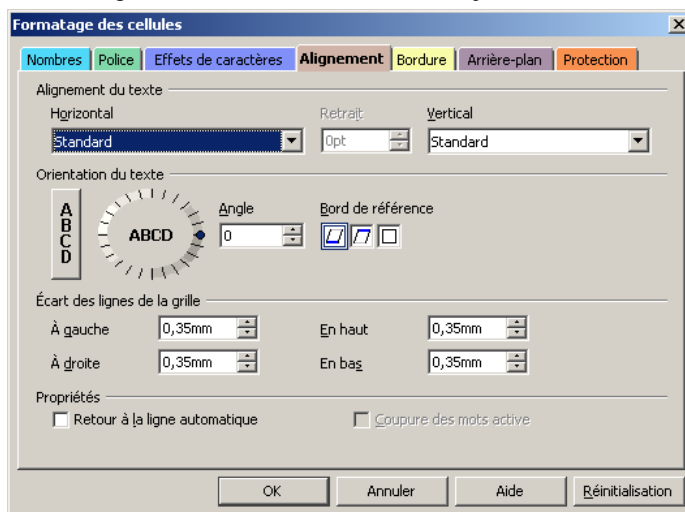 Formatage des cellules
Nombres Police Effets de caractères Alignement Bordure Arrière-plan Protection
Alignement du texte
Horizontal Retrait Vertical
Standard 0pt Standard
Orientation du texte
A
B
C
D
ABCD
Angle Bord de référence
0
Écart des lignes de la grille
À gauche 0,35mm En haut 0,35mm
À droite 0,35mm En bas 0,35mm
Propriétés
Retour à la ligne automatique Coupure des mots active
OK Annuler Aide Réinitialisation